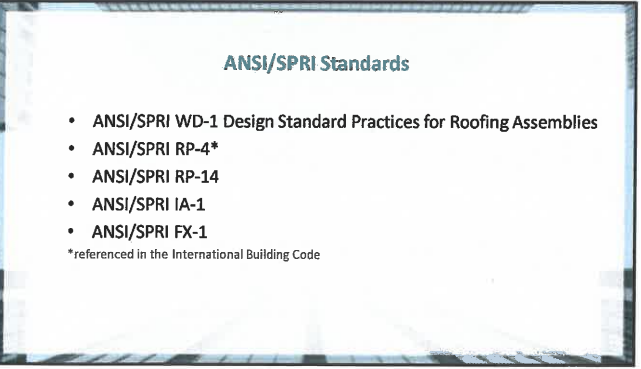 ANSI/SPRI Standards
• ANSI/SPRI WD-1 Design Standard Practices for Roofing Assemblies
• ANSI/SPRI RP-4*
• ANSI/SPRI RP-14
• ANSI/SPRI IA-1
• ANSI/SPRI FX-1
*referenced in the International Building Code